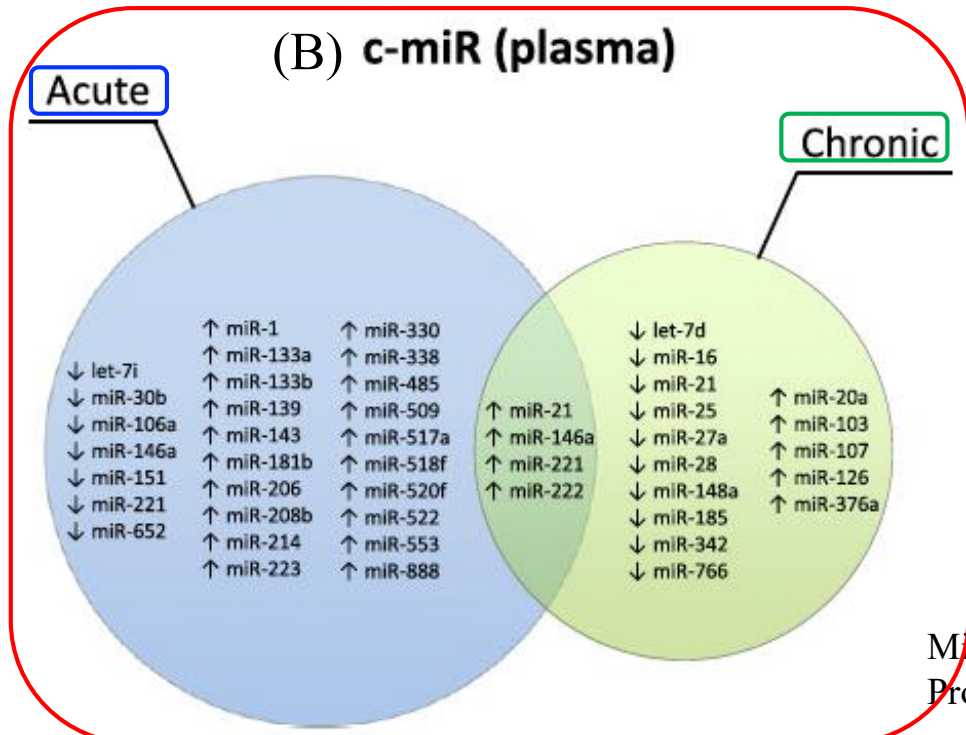 (B) c-miR (plasma)
Acute
Chronic
↓ let-7i
↓ miR-30b
↓ miR-106a
↓ miR-146a
↓ miR-151
↓ miR-221
↓ miR-652
↑ miR-1
↑ miR-133a
↑ miR-133b
↑ miR-139
↑ miR-143
↑ miR-181b
↑ miR-206
↑ miR-208b
↑ miR-214
↑ miR-223
↑ miR-330
↑ miR-338
↑ miR-485
↑ miR-509
↑ miR-517a
↑ miR-518f
↑ miR-520f
↑ miR-522
↑ miR-553
↑ miR-888
↑ miR-21
↑ miR-146a
↑ miR-221
↑ miR-222
↓ let-7d
↓ miR-16
↓ miR-21
↓ miR-25
↓ miR-27a
↓ miR-28
↓ miR-148a
↓ miR-185
↓ miR-342
↓ miR-766
↑ miR-20a
↑ miR-103
↑ miR-107
↑ miR-126
↑ miR-376a